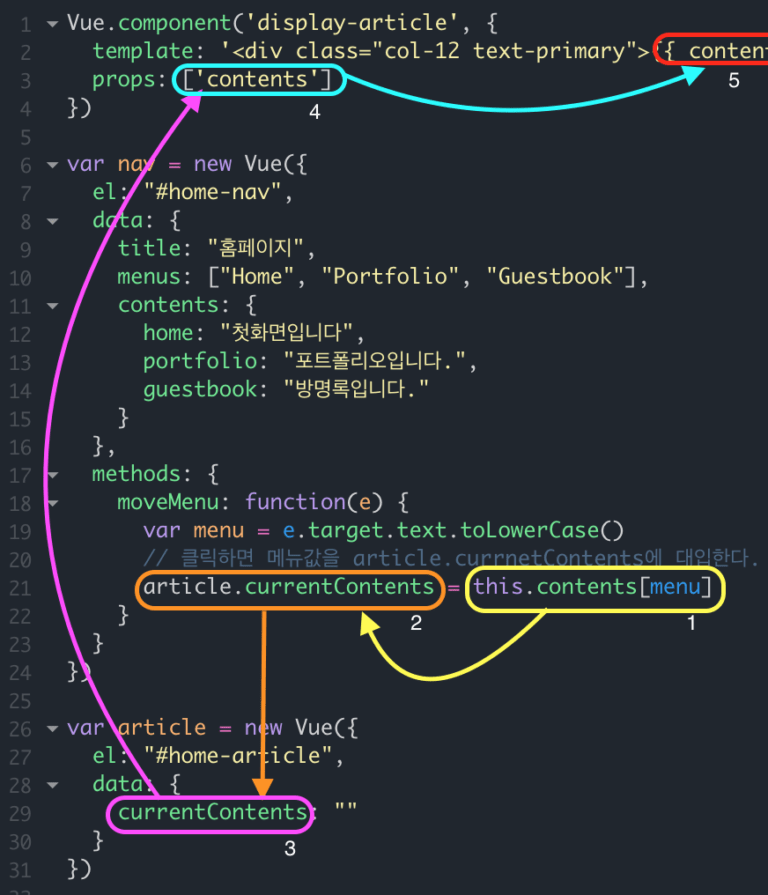 1 Vue.component('display-article', {
2 template: '<div class="col-12 text-primary">{{ content
3 props: ['contents']
5
4 }) 4
5
6 var nav = new Vue({
7 el: "#home-nav",
8 data: {
9 title: "홈페이지",
10 menus: ["Home", "Portfolio", "Guestbook"],
11 contents: {
12 home: "첫화면입니다",
13 portfolio: "포트폴리오입니다.",
14 guestbook: "방명록입니다."
15 }
16 },
17 methods: {
18 moveMenu: function(e) {
19 var menu = e.target.text.toLowerCase()
20 // 클릭하면 메뉴값을 article.currnetContents에 대입한다.
21 article.currentContents = this.contents[menu]
22 } 2 1
23 }
24 })
25
26 var article = new Vue({
27 el: "#home-article",
28 data: {
29 currentContents: ""
30 } 3
31 })